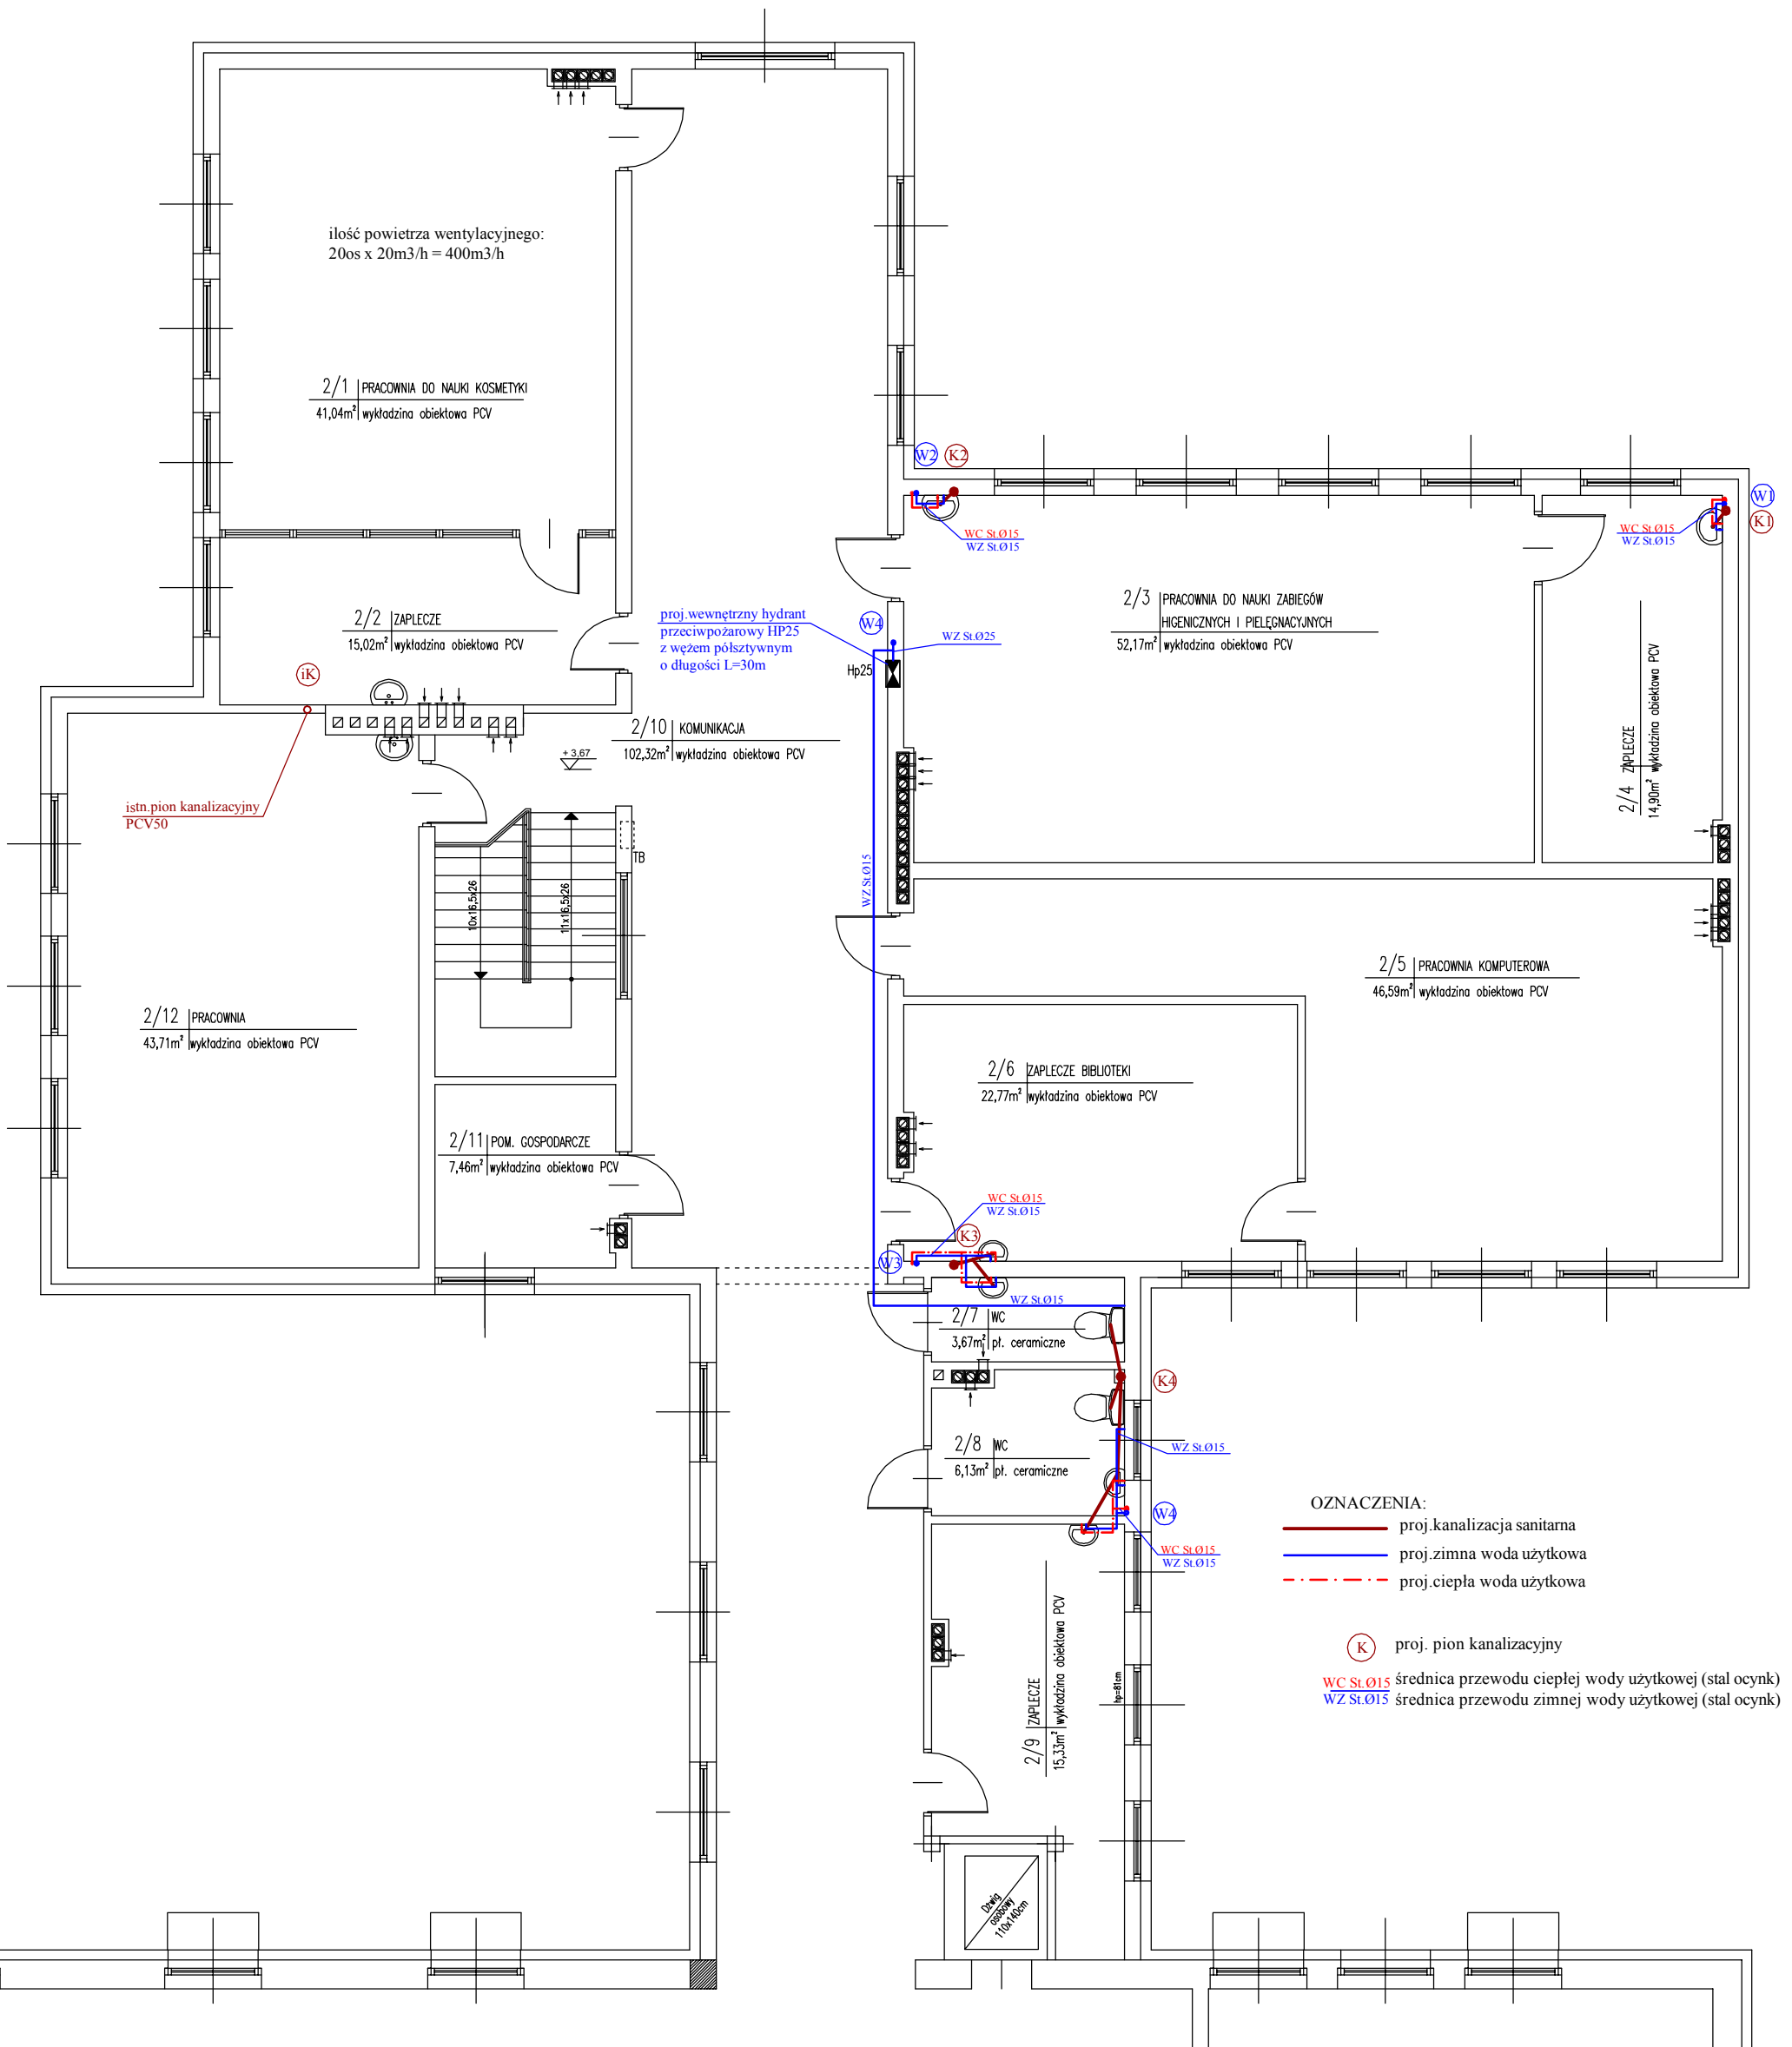 ilość powietrza wentylacyjnego:
20os x 20m3/h = 400m3/h
2/1 PRACOWNIA DO NAUKI KOSMETYKI
41,04m² wykładzina obiektowa PCV
W2 K2
WC St.Ø15
WZ St.Ø15
W1
K1
WC St.Ø15
WZ St.Ø15
2/2 ZAPLECZE
15,02m² wykładzina obiektowa PCV
proj.wewnętrzny hydrant
przeciwpożarowy HP25
z wężem półsztywnym
o długości L=30m
W4
WZ St.Ø25
Hp25
2/3 PRACOWNIA DO NAUKI ZABIEGÓW
HIGENICZNYCH I PIELĘGNACYJNYCH
52,17m² wykładzina obiektowa PCV
2/4 ZAPLECZE
14,90m² wykładzina obiektowa PCV
iK
istn.pion kanalizacyjny
PCV50
2/10 KOMUNIKACJA
102,32m² wykładzina obiektowa PCV
+ 3,67
TB
10x16,5x26
11x16,5x26
WZ St.Ø15
2/5 PRACOWNIA KOMPUTEROWA
46,59m² wykładzina obiektowa PCV
2/12 PRACOWNIA
43,71m² wykładzina obiektowa PCV
2/6 ZAPLECZE BIBLIOTEKI
22,77m² wykładzina obiektowa PCV
2/11 POM. GOSPODARCZE
7,46m² wykładzina obiektowa PCV
WC St.Ø15
WZ St.Ø15
K3
W3
WZ St.Ø15
2/7 WC
3,67m² pł. ceramiczne
K4
2/8 WC
6,13m² pł. ceramiczne
WZ St.Ø15
W4
WC St.Ø15
WZ St.Ø15
2/9 ZAPLECZE
15,33m² wykładzina obiektowa PCV
hp=81cm
Dźwig
osobowy
110x140cm
OZNACZENIA:
proj.kanalizacja sanitarna
proj.zimna woda użytkowa
proj.ciepła woda użytkowa
K proj. pion kanalizacyjny
WC St.Ø15 średnica przewodu ciepłej wody użytkowej (stal ocynk)
WZ St.Ø15 średnica przewodu zimnej wody użytkowej (stal ocynk)